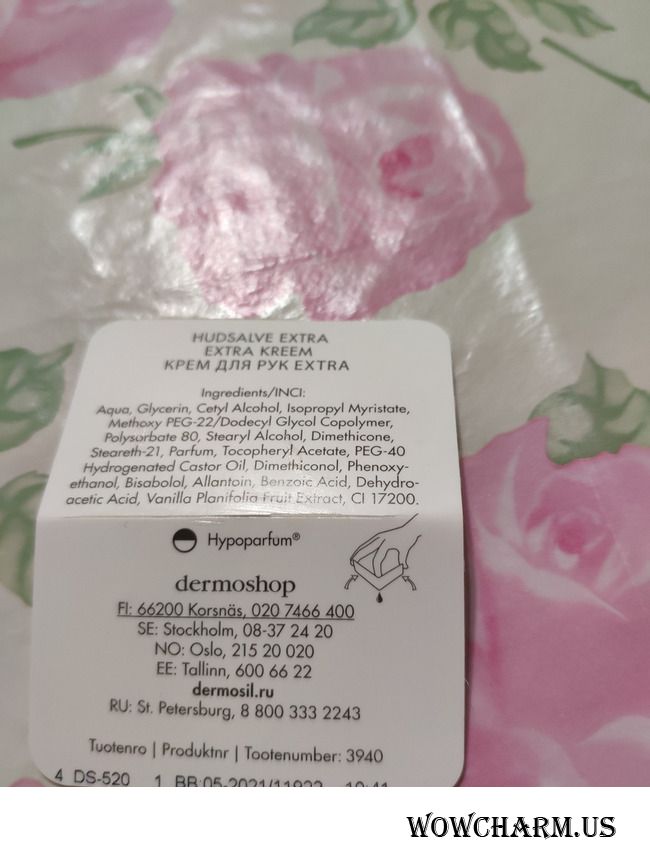 HUDSALVE EXTRA
EXTRA KREEM
КРЕМ ДЛЯ РУК EXTRA
Ingredients/INCI:
Aqua, Glycerin, Cetyl Alcohol, Isopropyl Myristate,
Methoxy PEG-22/Dodecyl Glycol Copolymer,
Polysorbate 80, Stearyl Alcohol, Dimethicone,
Steareth-21, Parfum, Tocopheryl Acetate, PEG-40
Hydrogenated Castor Oil, Dimethiconol, Phenoxy-
ethanol, Bisabolol, Allantoin, Benzoic Acid, Dehydro-
acetic Acid, Vanilla Planifolia Fruit Extract, CI 17200.
Hypoparfum®
dermoshop
FI: 66200 Korsnäs, 020 7466 400
SE: Stockholm, 08-37 24 20
NO: Oslo, 215 20 020
EE: Tallinn, 600 66 22
dermosil.ru
RU: St. Petersburg, 8 800 333 2243
Tuotenro | Produktnr | Tootenumber: 3940
4 DS-520 1 BB:05-2021/11922 10:41
WOWCHARM.US